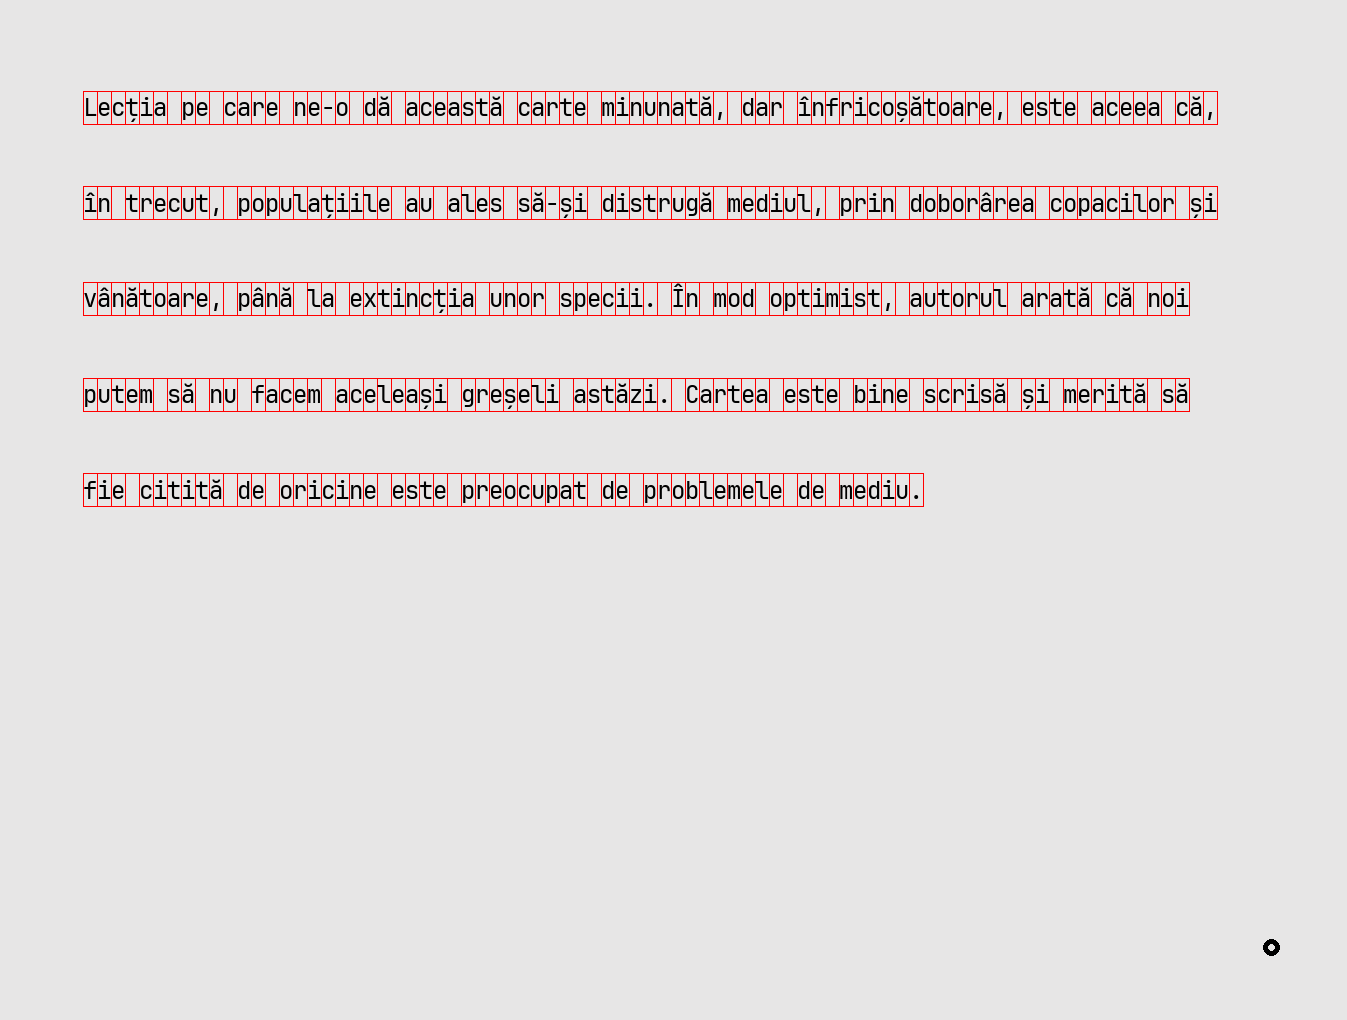 Lecția pe care ne-o dă această carte minunată, dar înfricoșătoare, este aceea că,
în trecut, populațiile au ales să-și distrugă mediul, prin doborârea copacilor și
vânătoare, până la extincția unor specii. În mod optimist, autorul arată că noi
putem să nu facem aceleași greșeli astăzi. Cartea este bine scrisă și merită să
fie citită de oricine este preocupat de problemele de mediu.